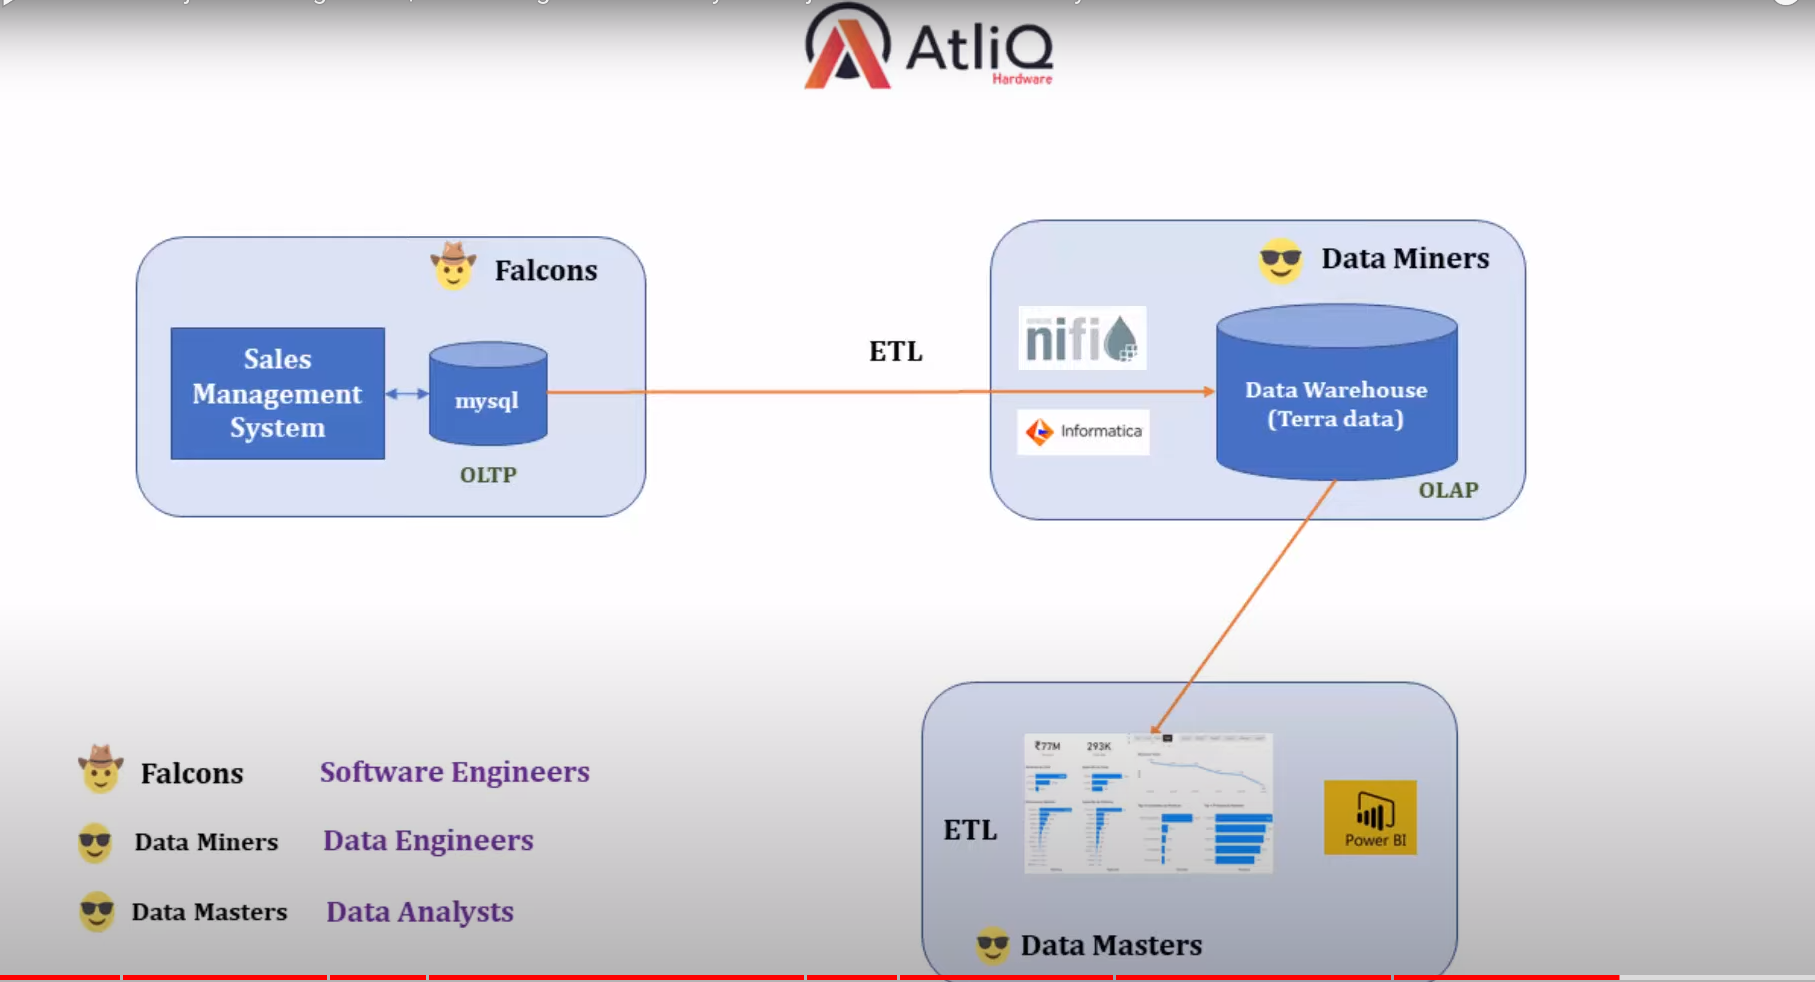 AtliQ
Hardware
Falcons
Sales
Management
System
mysql
OLTP
ETL
Data Miners
nifi
Informatica
Data Warehouse
(Terra data)
OLAP
Falcons Software Engineers
Data Miners Data Engineers
Data Masters Data Analysts
ETL
₹77M
293K
Power BI
Data Masters